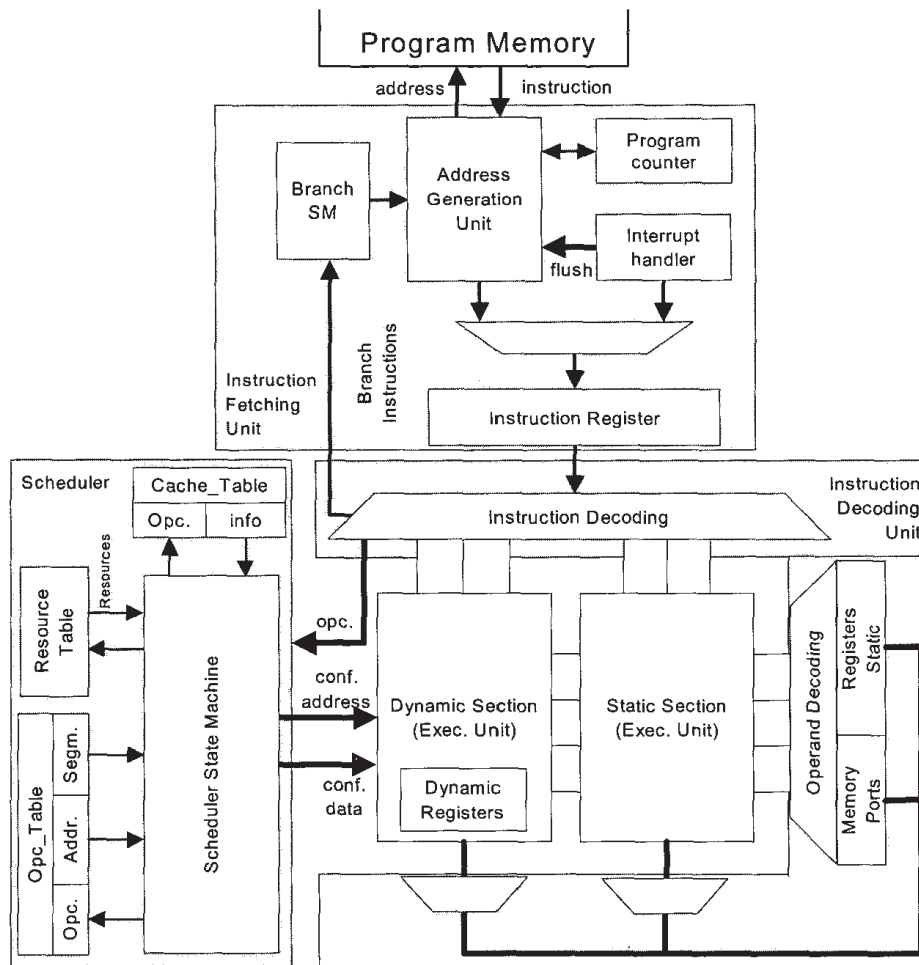 Program Memory
address
instruction
Program
counter
Branch
SM
Address
Generation
Unit
Interrupt
handler
flush
Branch
Instructions
Instruction
Fetching
Unit
Instruction Register
Scheduler
Cache_Table
Opc.
info
Instruction
Decoding
Unit
Instruction Decoding
Resources
Resource
Table
opc.
Scheduler State Machine
conf.
address
conf.
data
Dynamic Section
(Exec. Unit)
Dynamic
Registers
Static Section
(Exec. Unit)
Operand Decoding
Registers
Static
Memory
Ports
Opc_Table
Segm.
Addr.
Opc.